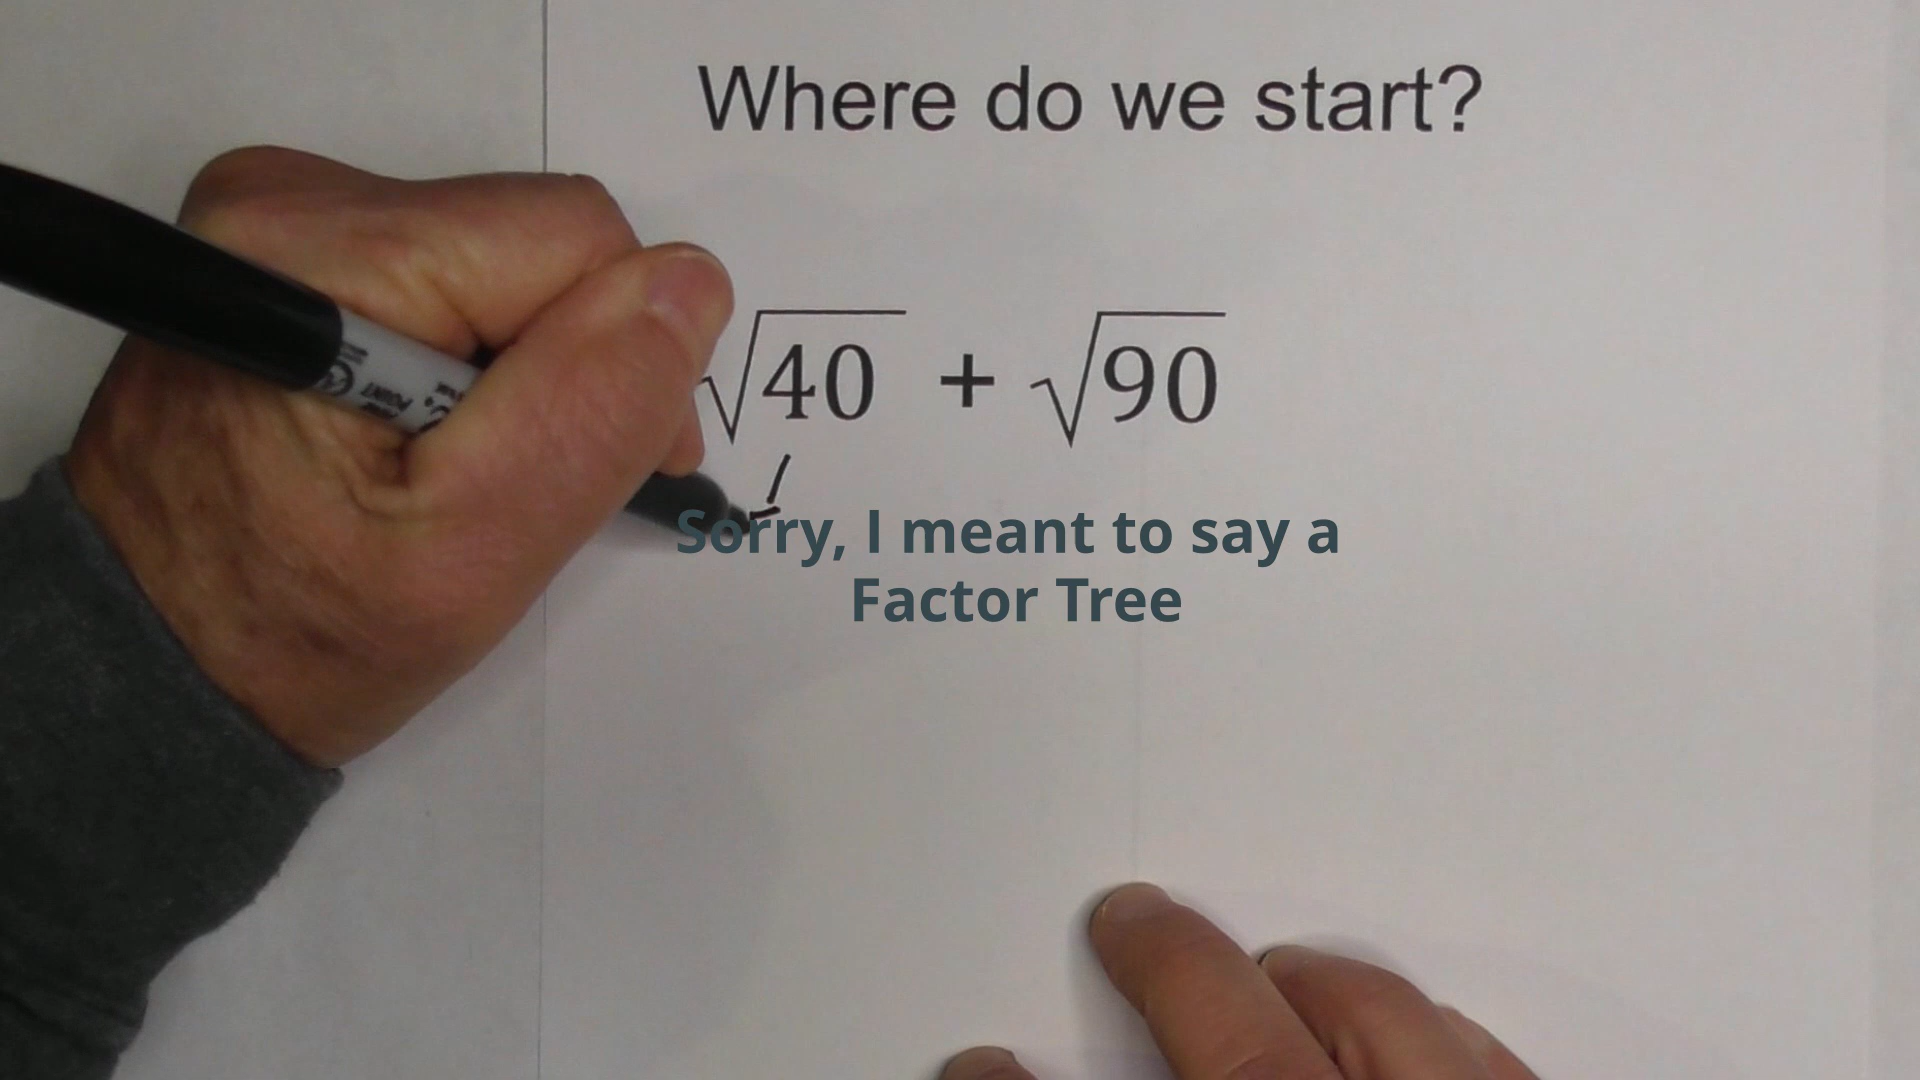 Where do we start?
√40 + √90
Sorry, I meant to say a
Factor Tree